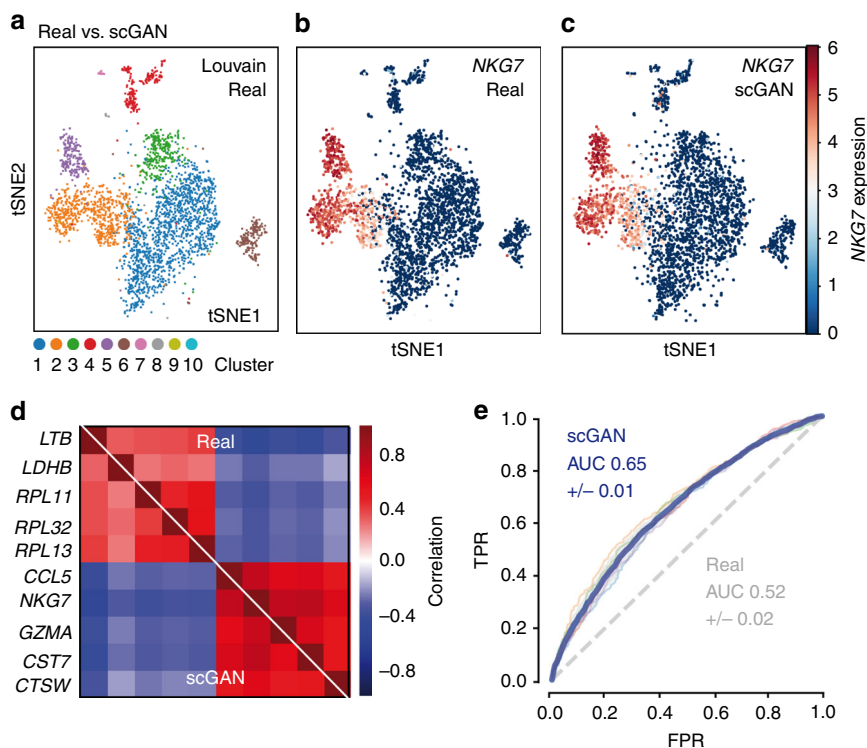 a
Real vs. scGAN
Louvain
Real
tSNE2
tSNE1
1 2 3 4 5 6 7 8 9 10 Cluster
b
NKG7
Real
tSNE1
c
NKG7
scGAN
tSNE1
6
5
4
3
2
1
0
NKG7 expression
d
LTB
LDHB
RPL11
RPL32
RPL13
CCL5
NKG7
GZMA
CST7
CTSW
Real
scGAN
0.8
0.4
0.0
–0.4
–0.8
Correlation
e
1.0
0.8
0.6
0.4
0.2
0.0
TPR
scGAN
AUC 0.65
+/– 0.01
Real
AUC 0.52
+/– 0.02
0.0 0.2 0.4 0.6 0.8 1.0
FPR